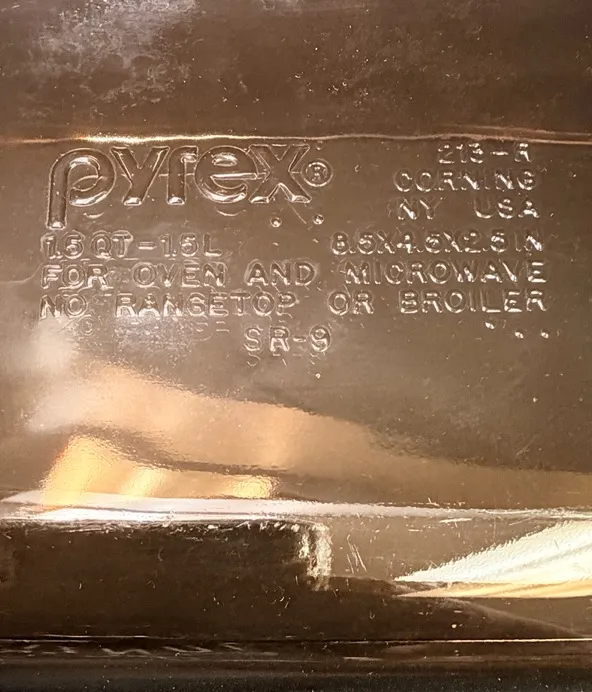 pyrex® 213-R
CORNING
NY USA
1.5 QT - 1.5 L 8.5X4.5X2.5 IN
FOR OVEN AND MICROWAVE
NO RANGETOP OR BROILER
SR-9